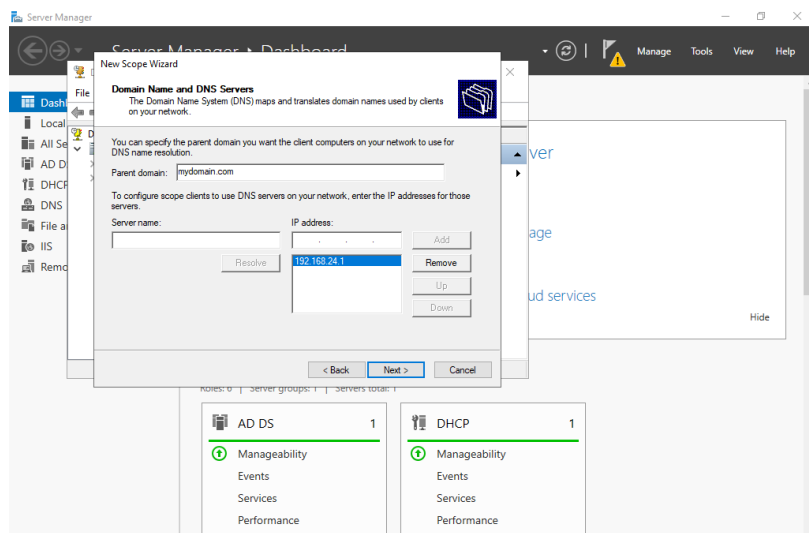 Server Manager
Server Manager • Dashboard
Manage Tools View Help
New Scope Wizard
Domain Name and DNS Servers
The Domain Name System (DNS) maps and translates domain names used by clients
on your network.
You can specify the parent domain you want the client computers on your network to use for
DNS name resolution.
Parent domain: mydomain.com
To configure scope clients to use DNS servers on your network, enter the IP addresses for those
servers.
Server name: IP address:
Add
Resolve 192.168.24.1 Remove
Up
Down
< Back Next > Cancel
File
D
Dash
Local
All Se
AD D
DHCP
DNS
File a
IIS
Remo
ver
age
ud services
Hide
Roles: 6 | Server groups: 1 | Servers total: 1
AD DS 1
Manageability
Events
Services
Performance
DHCP 1
Manageability
Events
Services
Performance